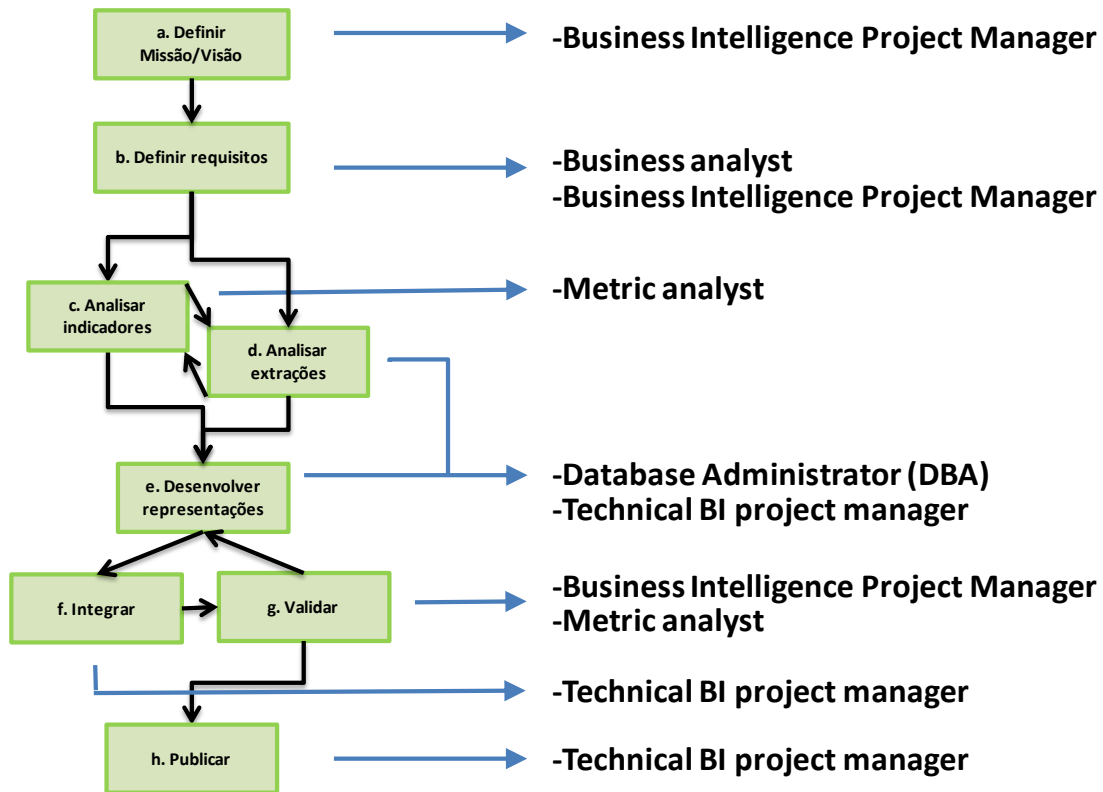 a. Definir
Missão/Visão
-Business Intelligence Project Manager
b. Definir requisitos
-Business analyst
-Business Intelligence Project Manager
c. Analisar
indicadores
-Metric analyst
d. Analisar
extrações
e. Desenvolver
representações
-Database Administrator (DBA)
-Technical BI project manager
f. Integrar
g. Validar
-Business Intelligence Project Manager
-Metric analyst
-Technical BI project manager
h. Publicar
-Technical BI project manager